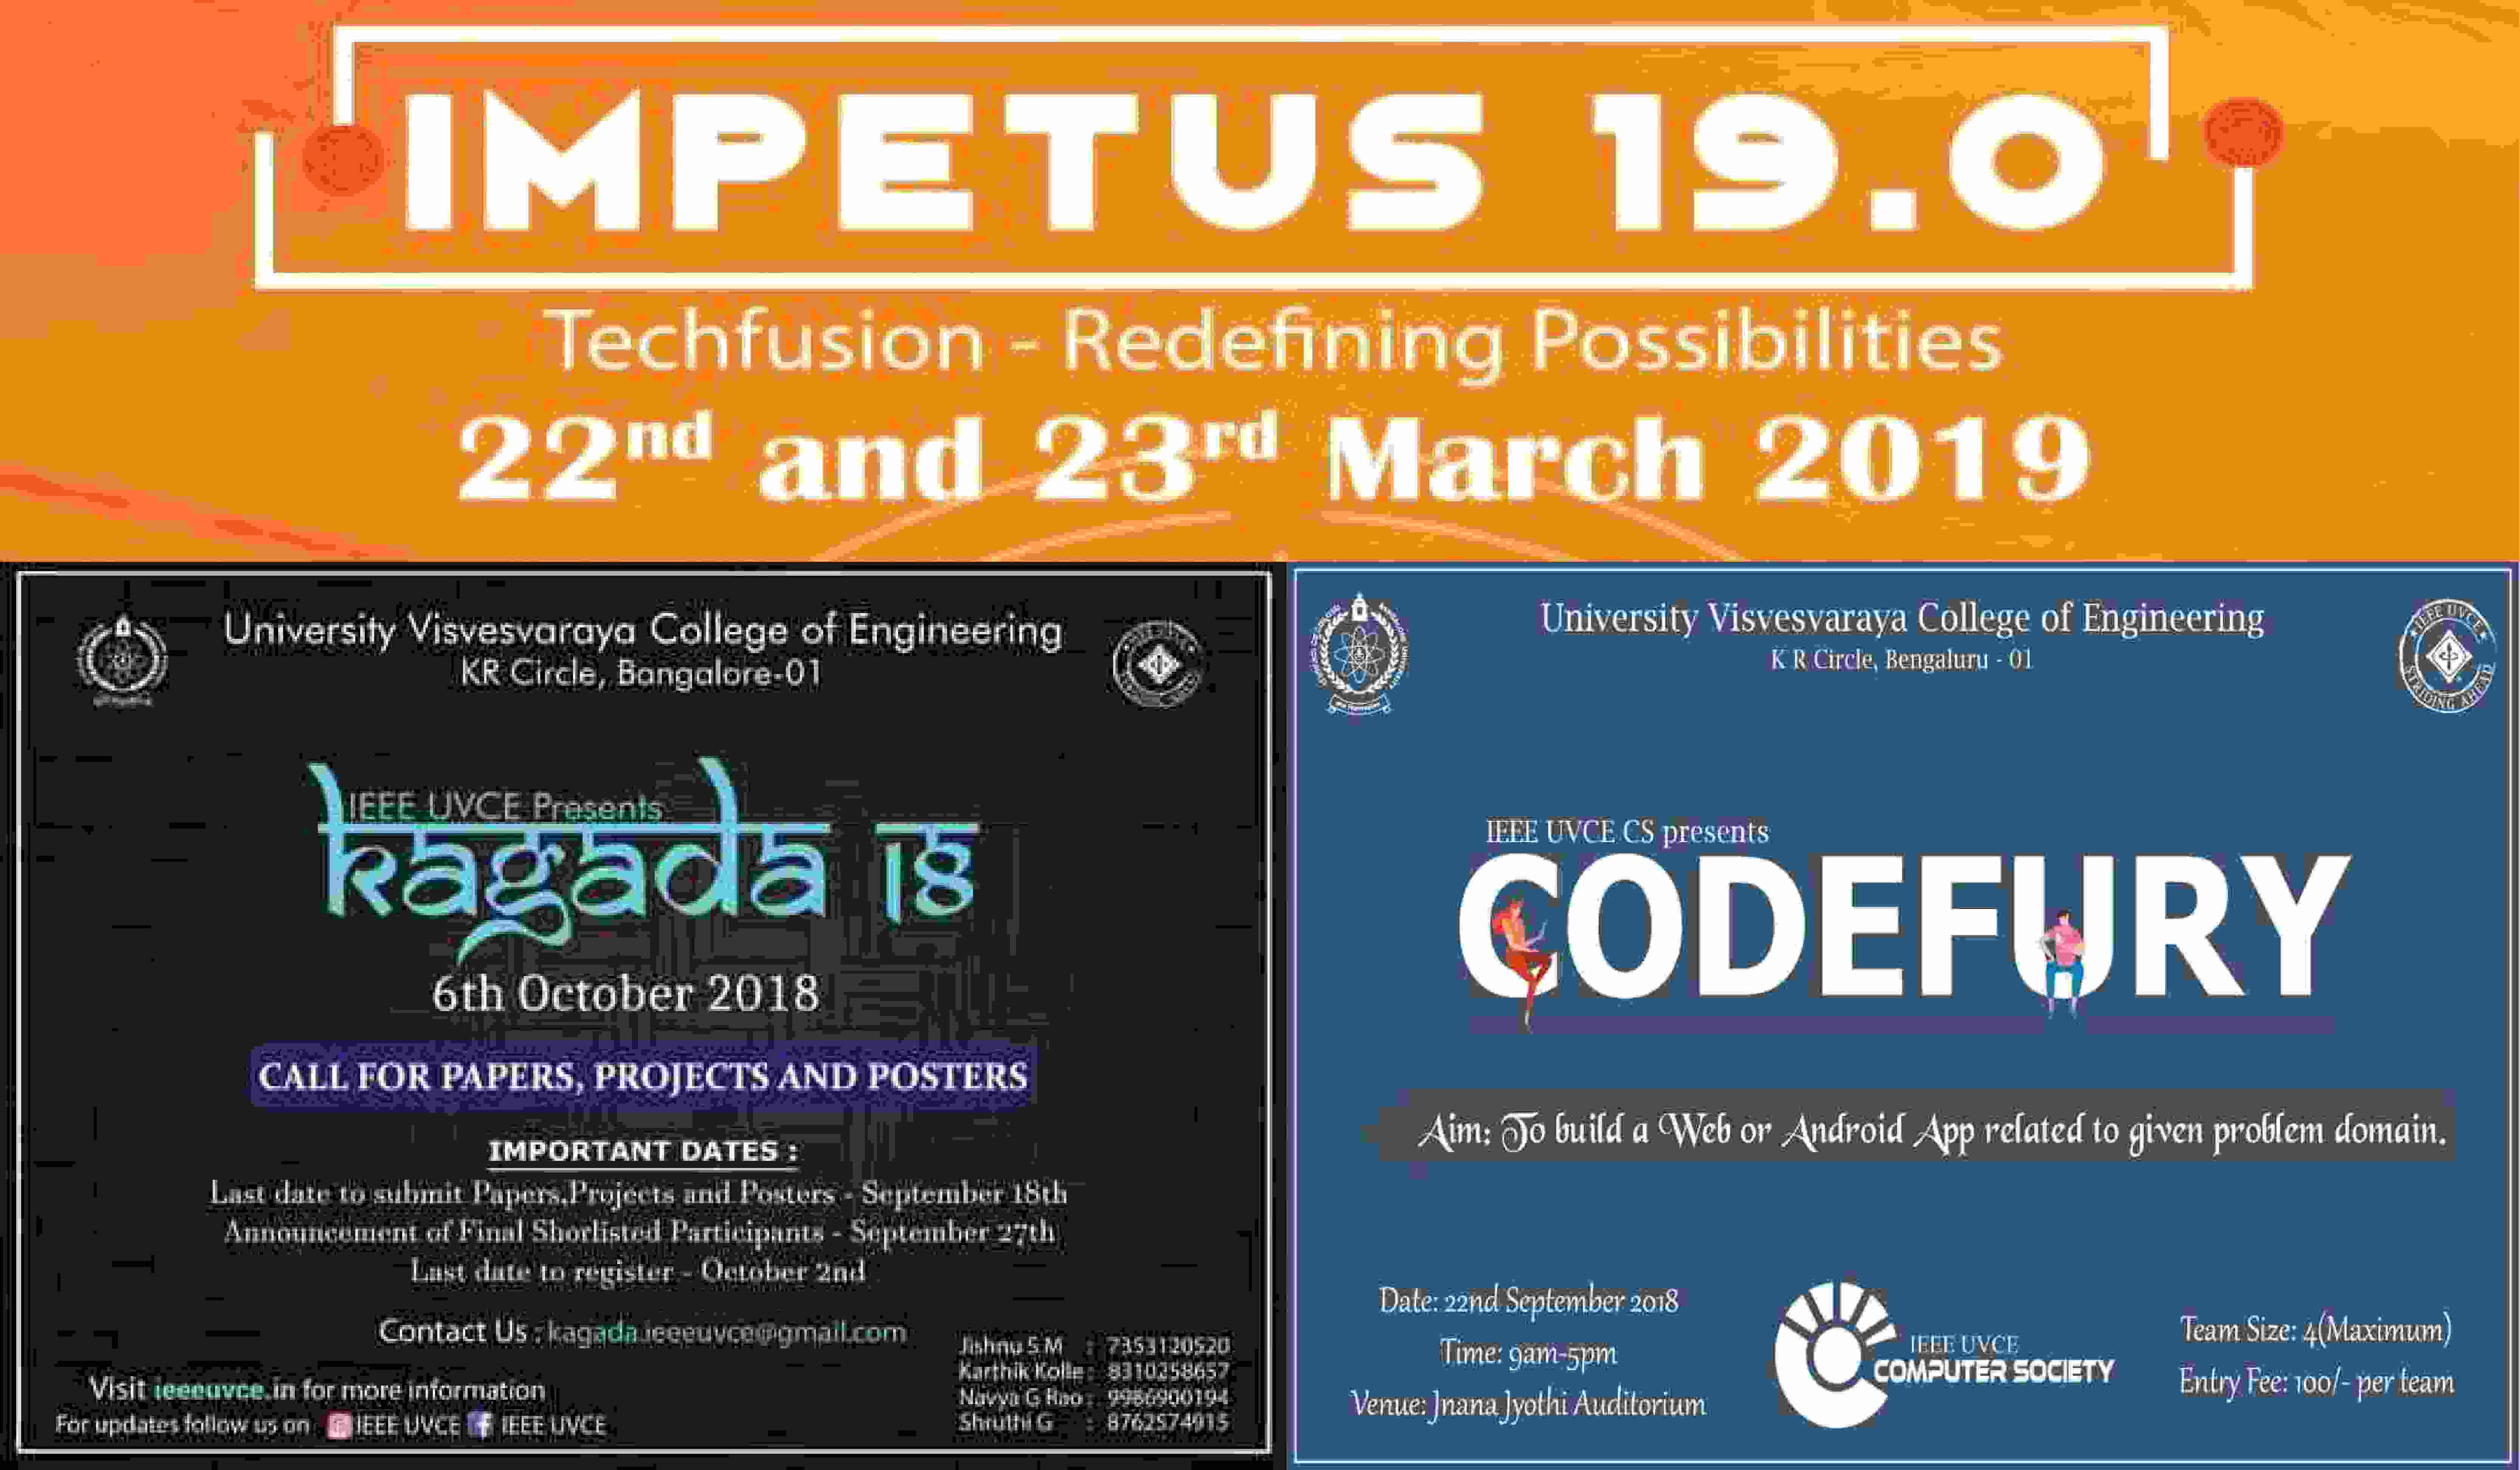 IMPETUS 19.0
Techfusion - Redefining Possibilities
22nd and 23rd March 2019
University Visvesvaraya College of Engineering
KR Circle, Bangalore-01
IEEE UVCE Presents
kagada 18
6th October 2018
CALL FOR PAPERS, PROJECTS AND POSTERS
IMPORTANT DATES :
Last date to submit Papers,Projects and Posters - September 18th
Announcement of Final Shorlisted Participants - September 27th
Last date to register - October 2nd
Contact Us : kagada.ieeeuvce@gmail.com
Jishnu S M : 7353120520
Karthik Kolle : 8310258657
Navya G Rao : 9986900194
Shruthi G : 8762574915
Visit ieeeuvce.in for more information
For updates follow us on IEEE UVCE f IEEE UVCE
University Visvesvaraya College of Engineering
K R Circle, Bengaluru - 01
IEEE UVCE
STRIDING AHEAD
IEEE UVCE CS presents
CODEFURY
Aim: To build a Web or Android App related to given problem domain.
Date: 22nd September 2018
Time: 9am-5pm
Venue: Jnana Jyothi Auditorium
IEEE UVCE
COMPUTER SOCIETY
Team Size: 4(Maximum)
Entry Fee: 100/- per team